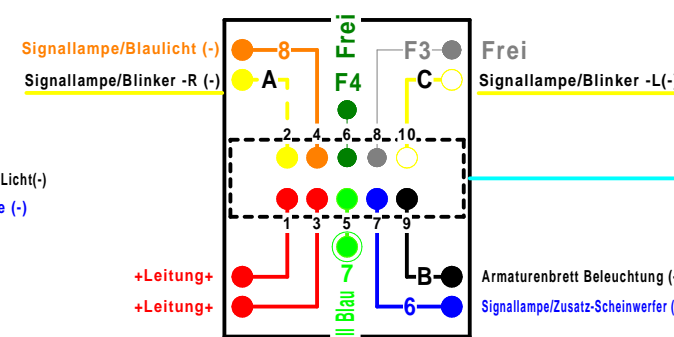 Signallampe/Blaulicht (-)
8
Frei
F3
Frei
Signallampe/Blinker -R (-)
A
F4
C
Signallampe/Blinker -L(-)
2 4 6 8 10
Licht(-)
(-)
1 3 5 7 9
+Leitung+
7
B
Armaturenbrett Beleuchtung (-
+Leitung+
Blau
6
Signallampe/Zusatz-Scheinwerfer (